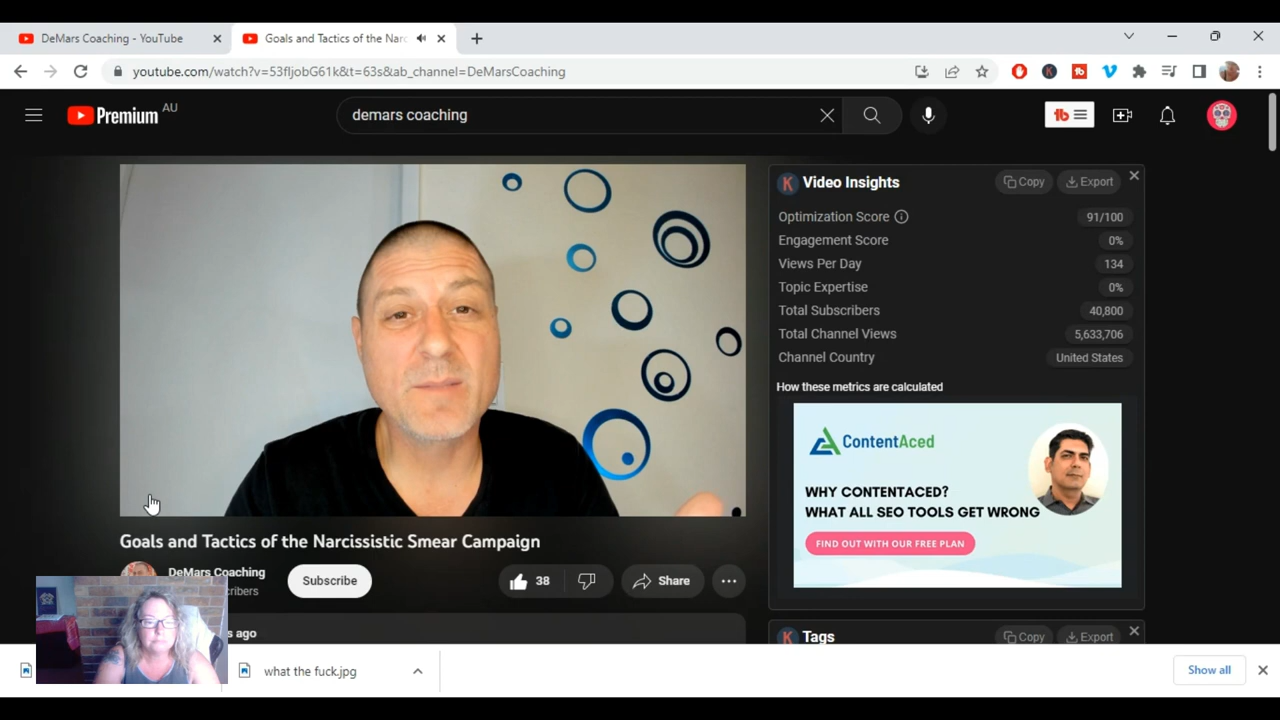 DeMars Coaching - YouTube
Goals and Tactics of the Narc
youtube.com/watch?v=53fljobG61k&t=63s&ab_channel=DeMarsCoaching
Premium AU
demars coaching
Video Insights
Copy
Export
Optimization Score
91/100
Engagement Score
0%
Views Per Day
134
Topic Expertise
0%
Total Subscribers
40,800
Total Channel Views
5,633,706
Channel Country
United States
How these metrics are calculated
ContentAced
WHY CONTENTACED?
WHAT ALL SEO TOOLS GET WRONG
FIND OUT WITH OUR FREE PLAN
Goals and Tactics of the Narcissistic Smear Campaign
DeMars Coaching
cribers
Subscribe
38
Share
s ago
Tags
Copy
Export
what the fuck.jpg
Show all